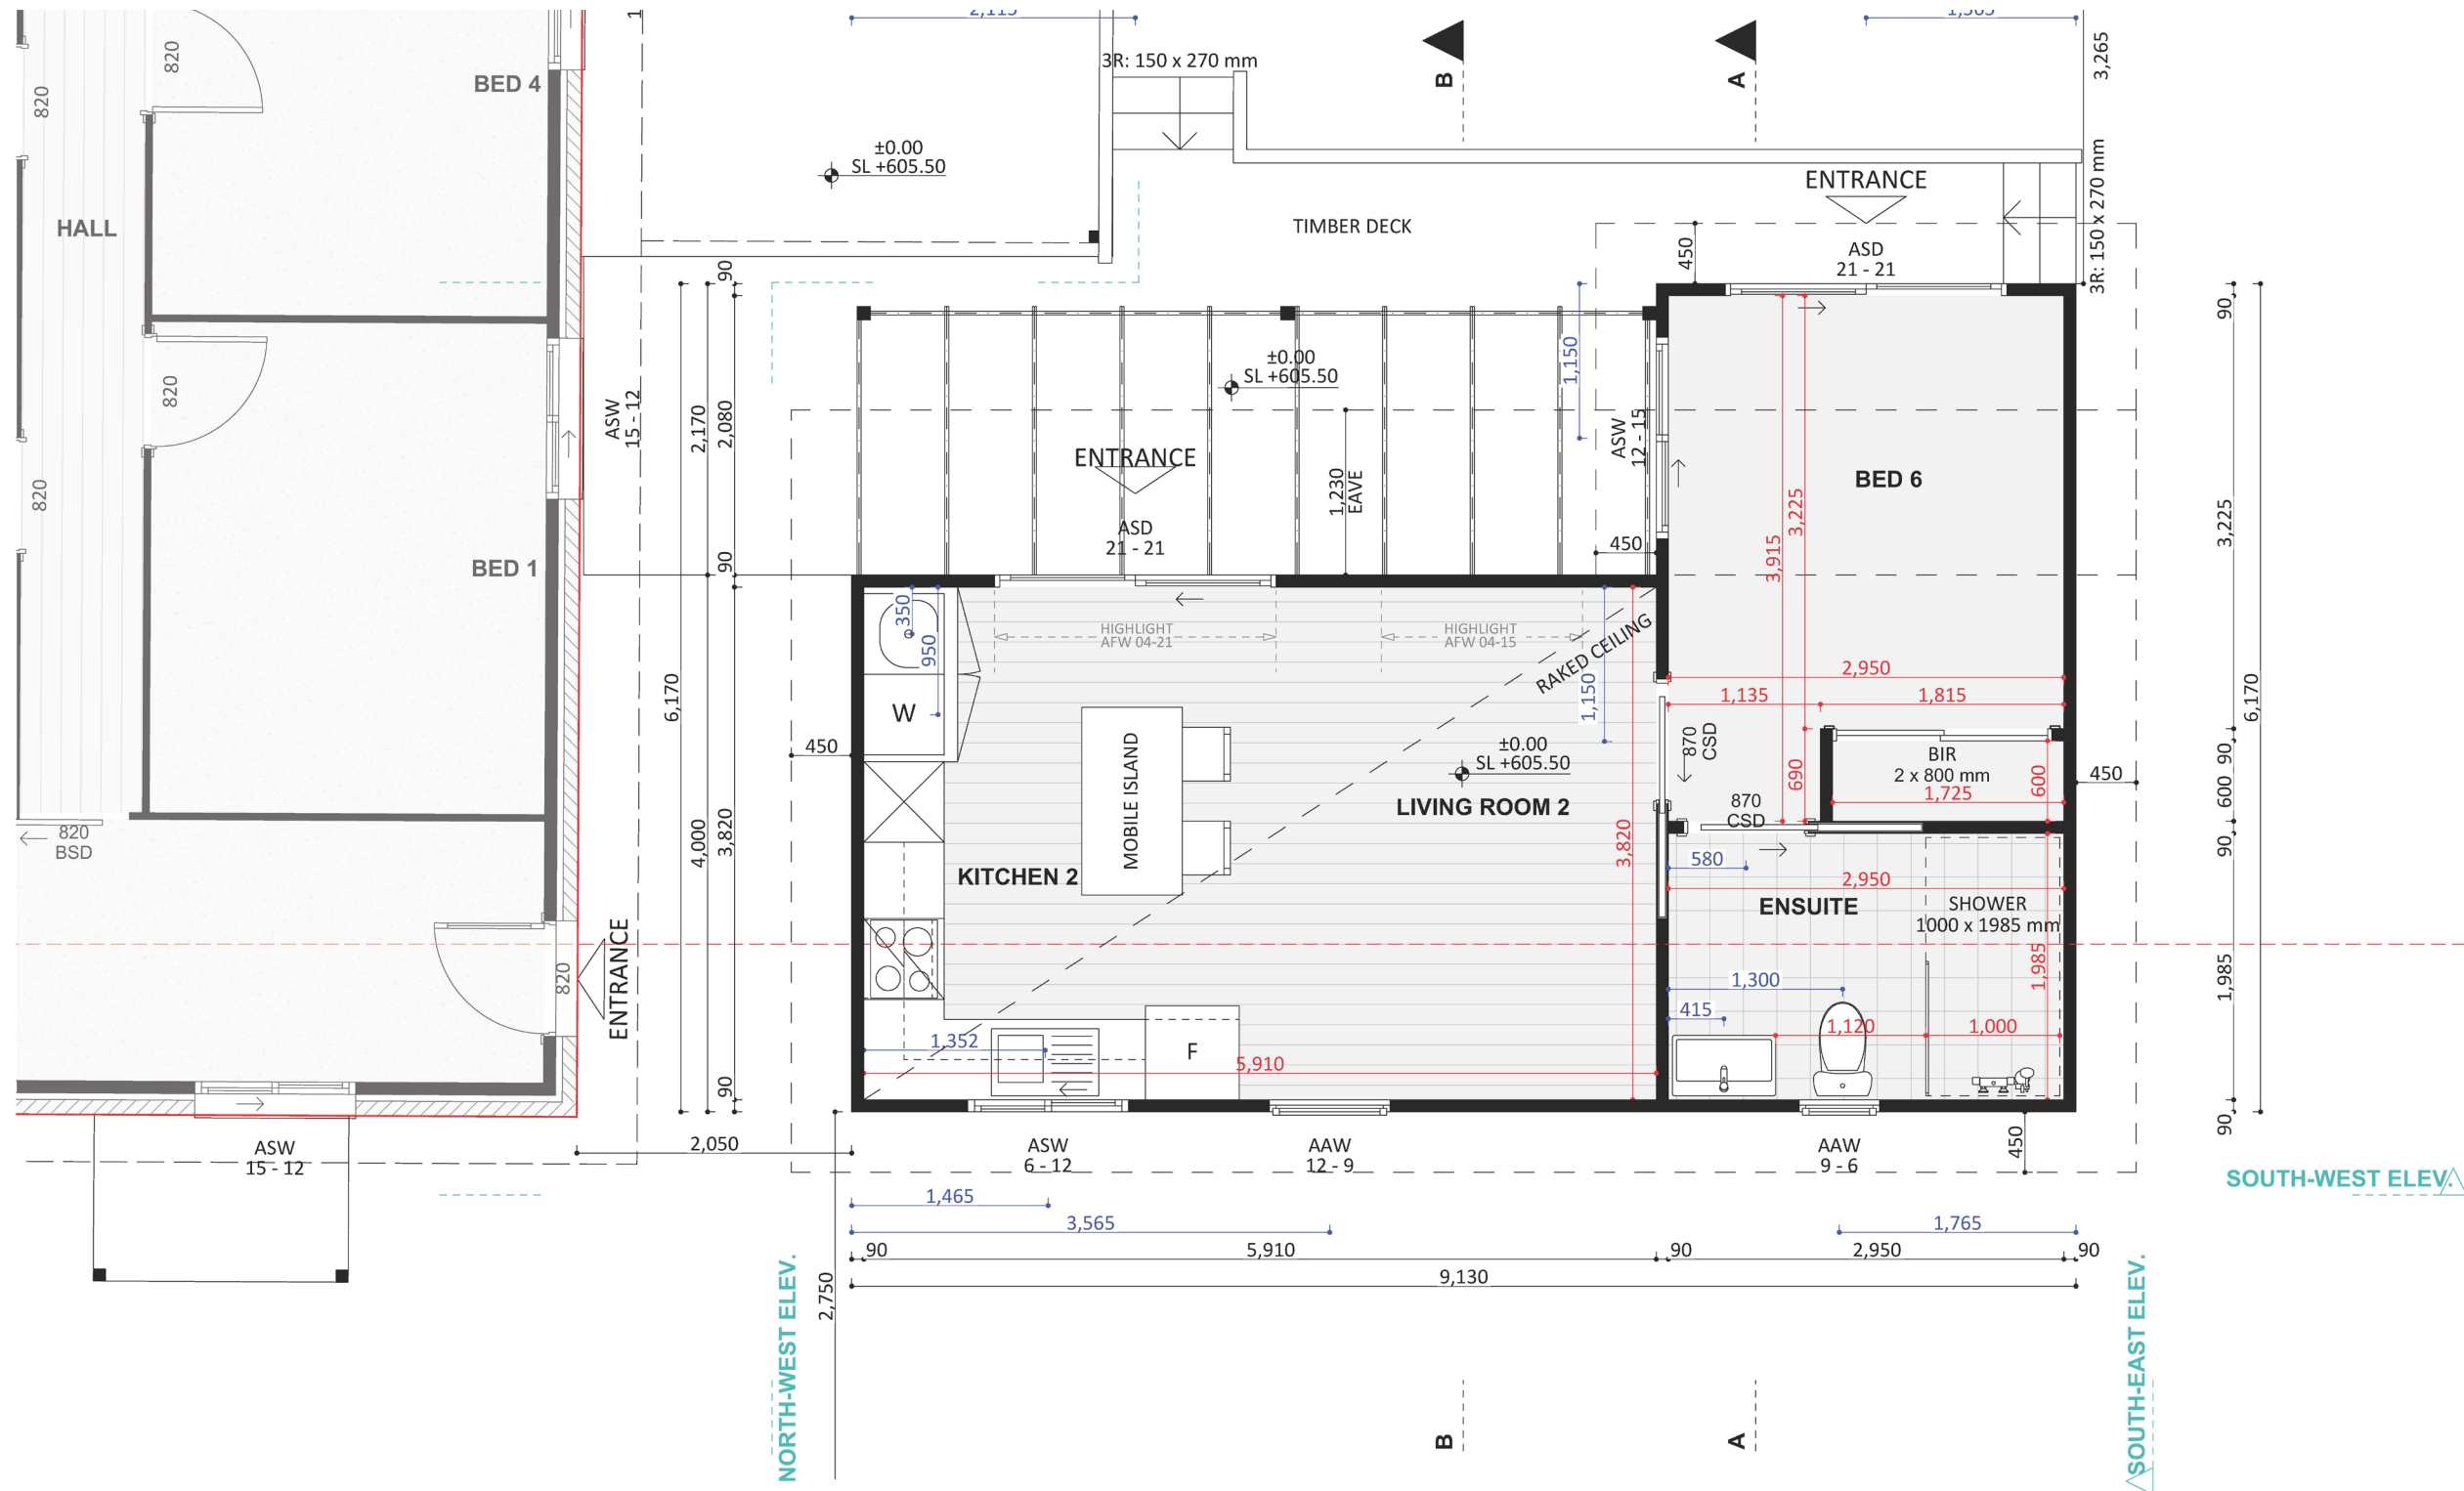 2,115
1,565
820
820
BED 4
3R: 150 x 270 mm
B
A
3,265
±0.00
SL +605.50
ENTRANCE
3R: 150 x 270 mm
HALL
TIMBER DECK
ASD
21 - 21
450
90
90
820
820
ASW
15 - 12
2,170
2,080
±0.00
SL +605.50
1,150
ASW
12 - 15
ENTRANCE
1,230
EAVE
BED 6
3,225
3,915
3,225
ASD
21 - 21
450
BED 1
90
350
950
HIGHLIGHT
AFW 04-21
HIGHLIGHT
AFW 04-15
RAKED CEILING
1,150
2,950
1,135
1,815
6,170
6,170
W
450
MOBILE ISLAND
±0.00
SL +605.50
870
CSD
690
BIR
2 x 800 mm
1,725
600
450
90
600
90
LIVING ROOM 2
870
CSD
820
BSD
4,000
3,820
3,820
KITCHEN 2
580
2,950
ENSUITE
SHOWER
1000 x 1985 mm
1,985
1,985
820
ENTRANCE
1,300
415
1,120
1,000
1,352
F
5,910
90
90
ASW
15 - 12
2,050
ASW
6 - 12
AAW
12 - 9
AAW
9 - 6
450
SOUTH-WEST ELEV.
1,465
3,565
1,765
90
5,910
90
2,950
90
9,130
2,750
NORTH-WEST ELEV.
SOUTH-EAST ELEV.
B
A